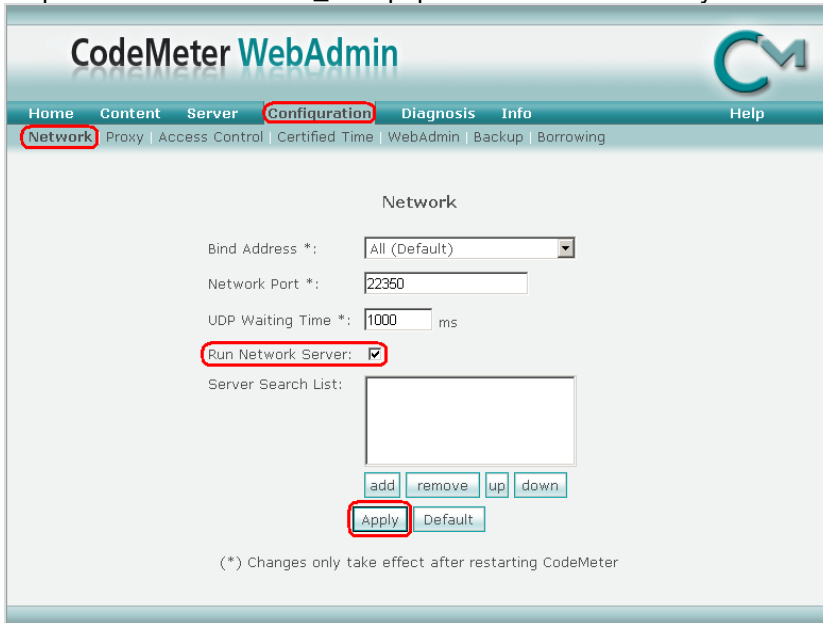 CodeMeter WebAdmin
CM
Home Content Server Configuration Diagnosis Info Help
Network | Proxy | Access Control | Certified Time | WebAdmin | Backup | Borrowing
Network
Bind Address *: All (Default)
Network Port *: 22350
UDP Waiting Time *: 1000 ms
Run Network Server:
Server Search List:
add remove up down
Apply Default
(*) Changes only take effect after restarting CodeMeter